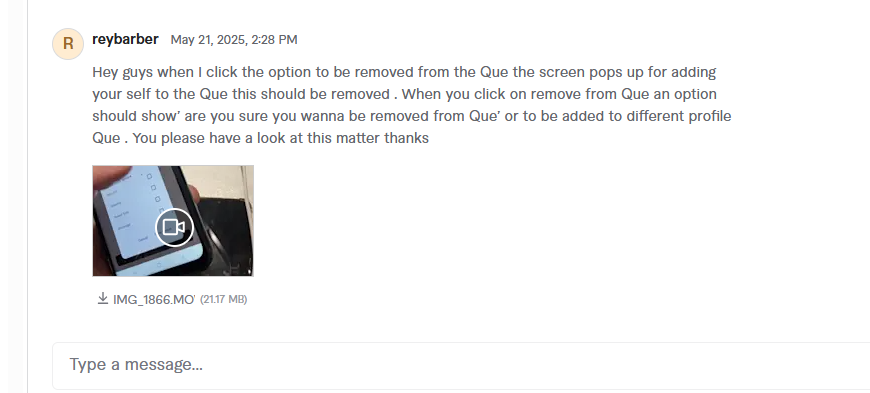 R
reybarber May 21, 2025, 2:28 PM
Hey guys when I click the option to be removed from the Que the screen pops up for adding
your self to the Que this should be removed . When you click on remove from Que an option
should show’ are you sure you wanna be removed from Que’ or to be added to different profile
Que . You please have a look at this matter thanks
IMG_1866.MO' (21.17 MB)
Type a message...